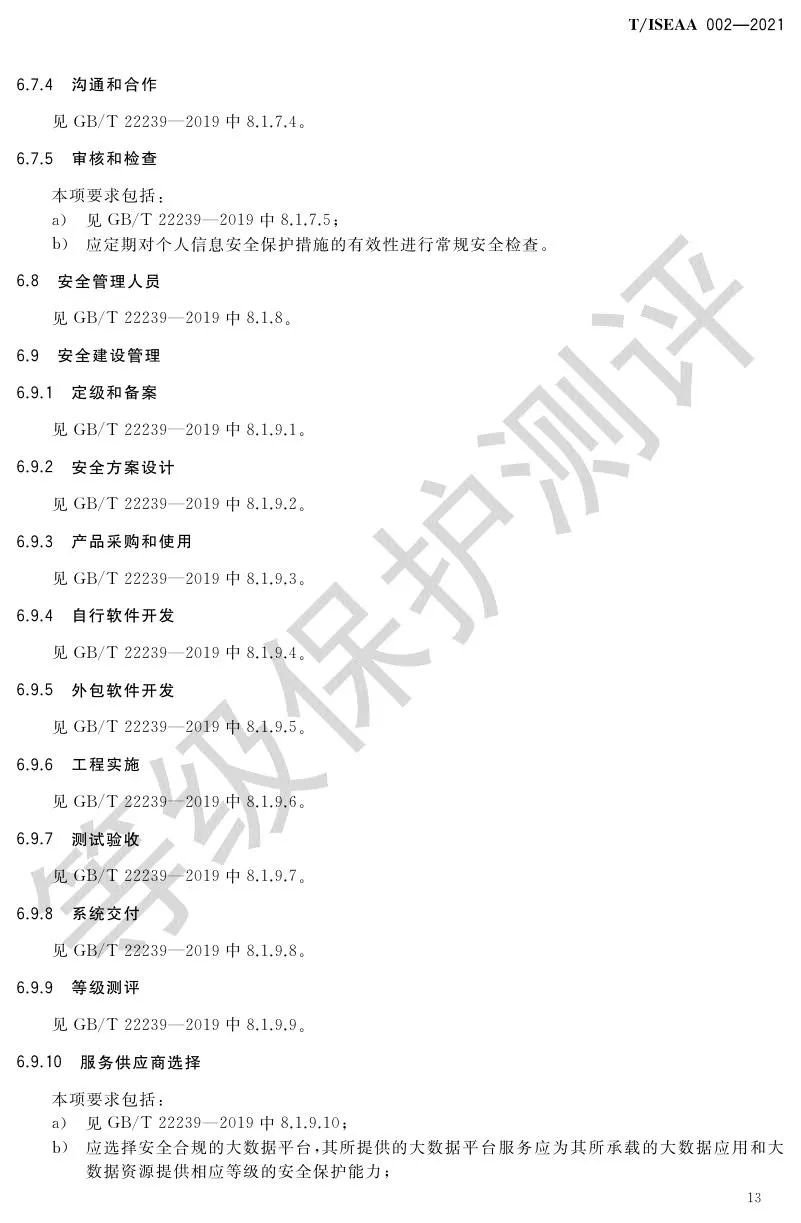 T/ISEAA 002—2021
6.7.4 沟通和合作
见 GB/T 22239—2019 中 8.1.7.4。
6.7.5 审核和检查
本项要求包括：
a) 见 GB/T 22239—2019 中 8.1.7.5；
b) 应定期对个人信息安全保护措施的有效性进行常规安全检查。
6.8 安全管理人员
见 GB/T 22239—2019 中 8.1.8。
6.9 安全建设管理
6.9.1 定级和备案
见 GB/T 22239—2019 中 8.1.9.1。
6.9.2 安全方案设计
见 GB/T 22239—2019 中 8.1.9.2。
6.9.3 产品采购和使用
见 GB/T 22239—2019 中 8.1.9.3。
6.9.4 自行软件开发
见 GB/T 22239—2019 中 8.1.9.4。
6.9.5 外包软件开发
见 GB/T 22239—2019 中 8.1.9.5。
6.9.6 工程实施
见 GB/T 22239—2019 中 8.1.9.6。
6.9.7 测试验收
见 GB/T 22239—2019 中 8.1.9.7。
6.9.8 系统交付
见 GB/T 22239—2019 中 8.1.9.8。
6.9.9 等级测评
见 GB/T 22239—2019 中 8.1.9.9。
6.9.10 服务供应商选择
本项要求包括：
a) 见 GB/T 22239—2019 中 8.1.9.10；
b) 应选择安全合规的大数据平台，其所提供的大数据平台服务应为其所承载的大数据应用和大
数据资源提供相应等级的安全保护能力；
13
等级保护测评